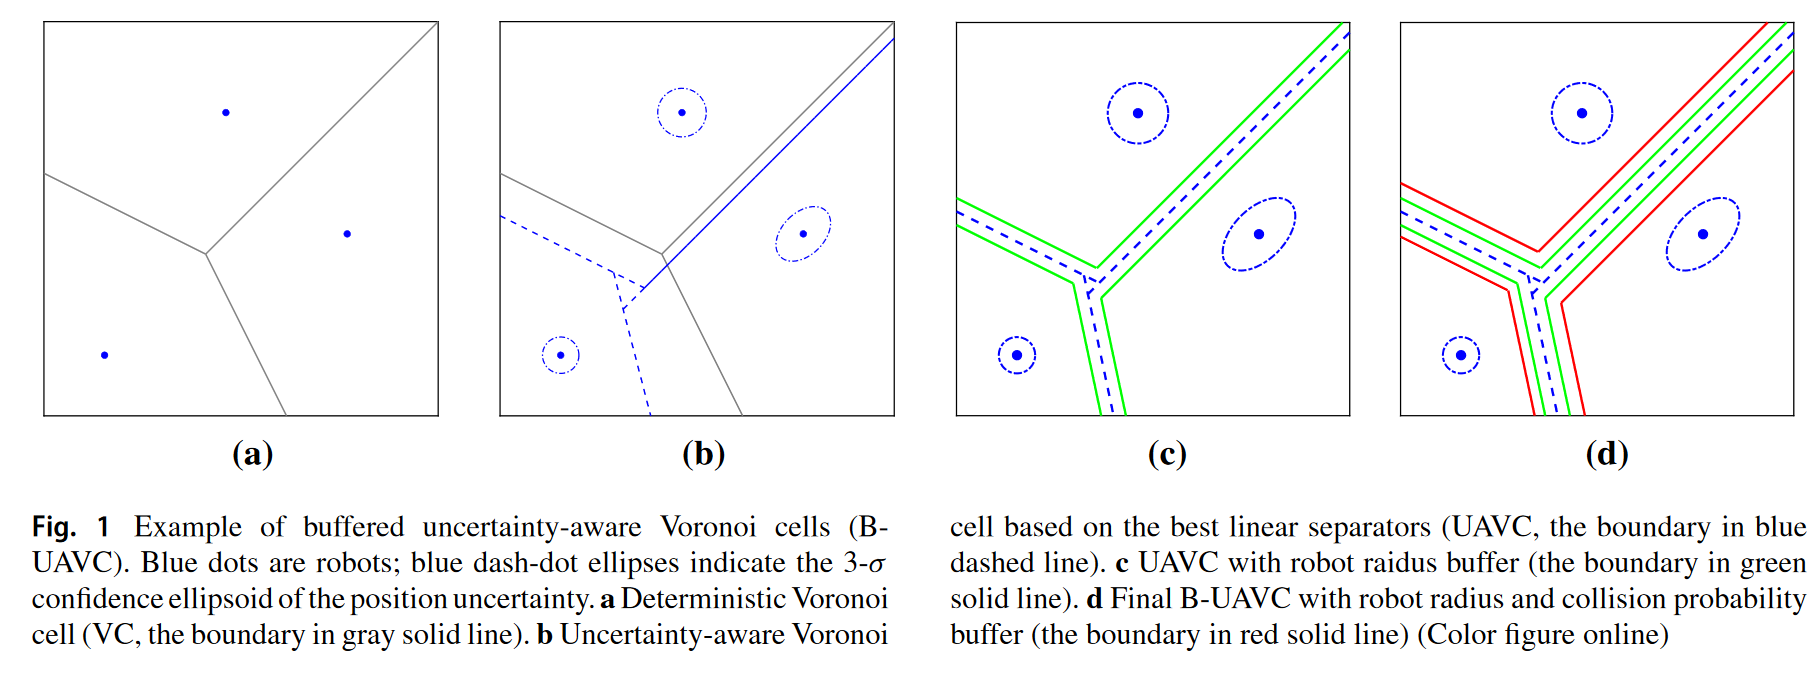 (a)
(b)
(c)
(d)
Fig. 1 Example of buffered uncertainty-aware Voronoi cells (B-
UAVC). Blue dots are robots; blue dash-dot ellipses indicate the 3-σ
confidence ellipsoid of the position uncertainty. a Deterministic Voronoi
cell (VC, the boundary in gray solid line). b Uncertainty-aware Voronoi
cell based on the best linear separators (UAVC, the boundary in blue
dashed line). c UAVC with robot raidus buffer (the boundary in green
solid line). d Final B-UAVC with robot radius and collision probability
buffer (the boundary in red solid line) (Color figure online)